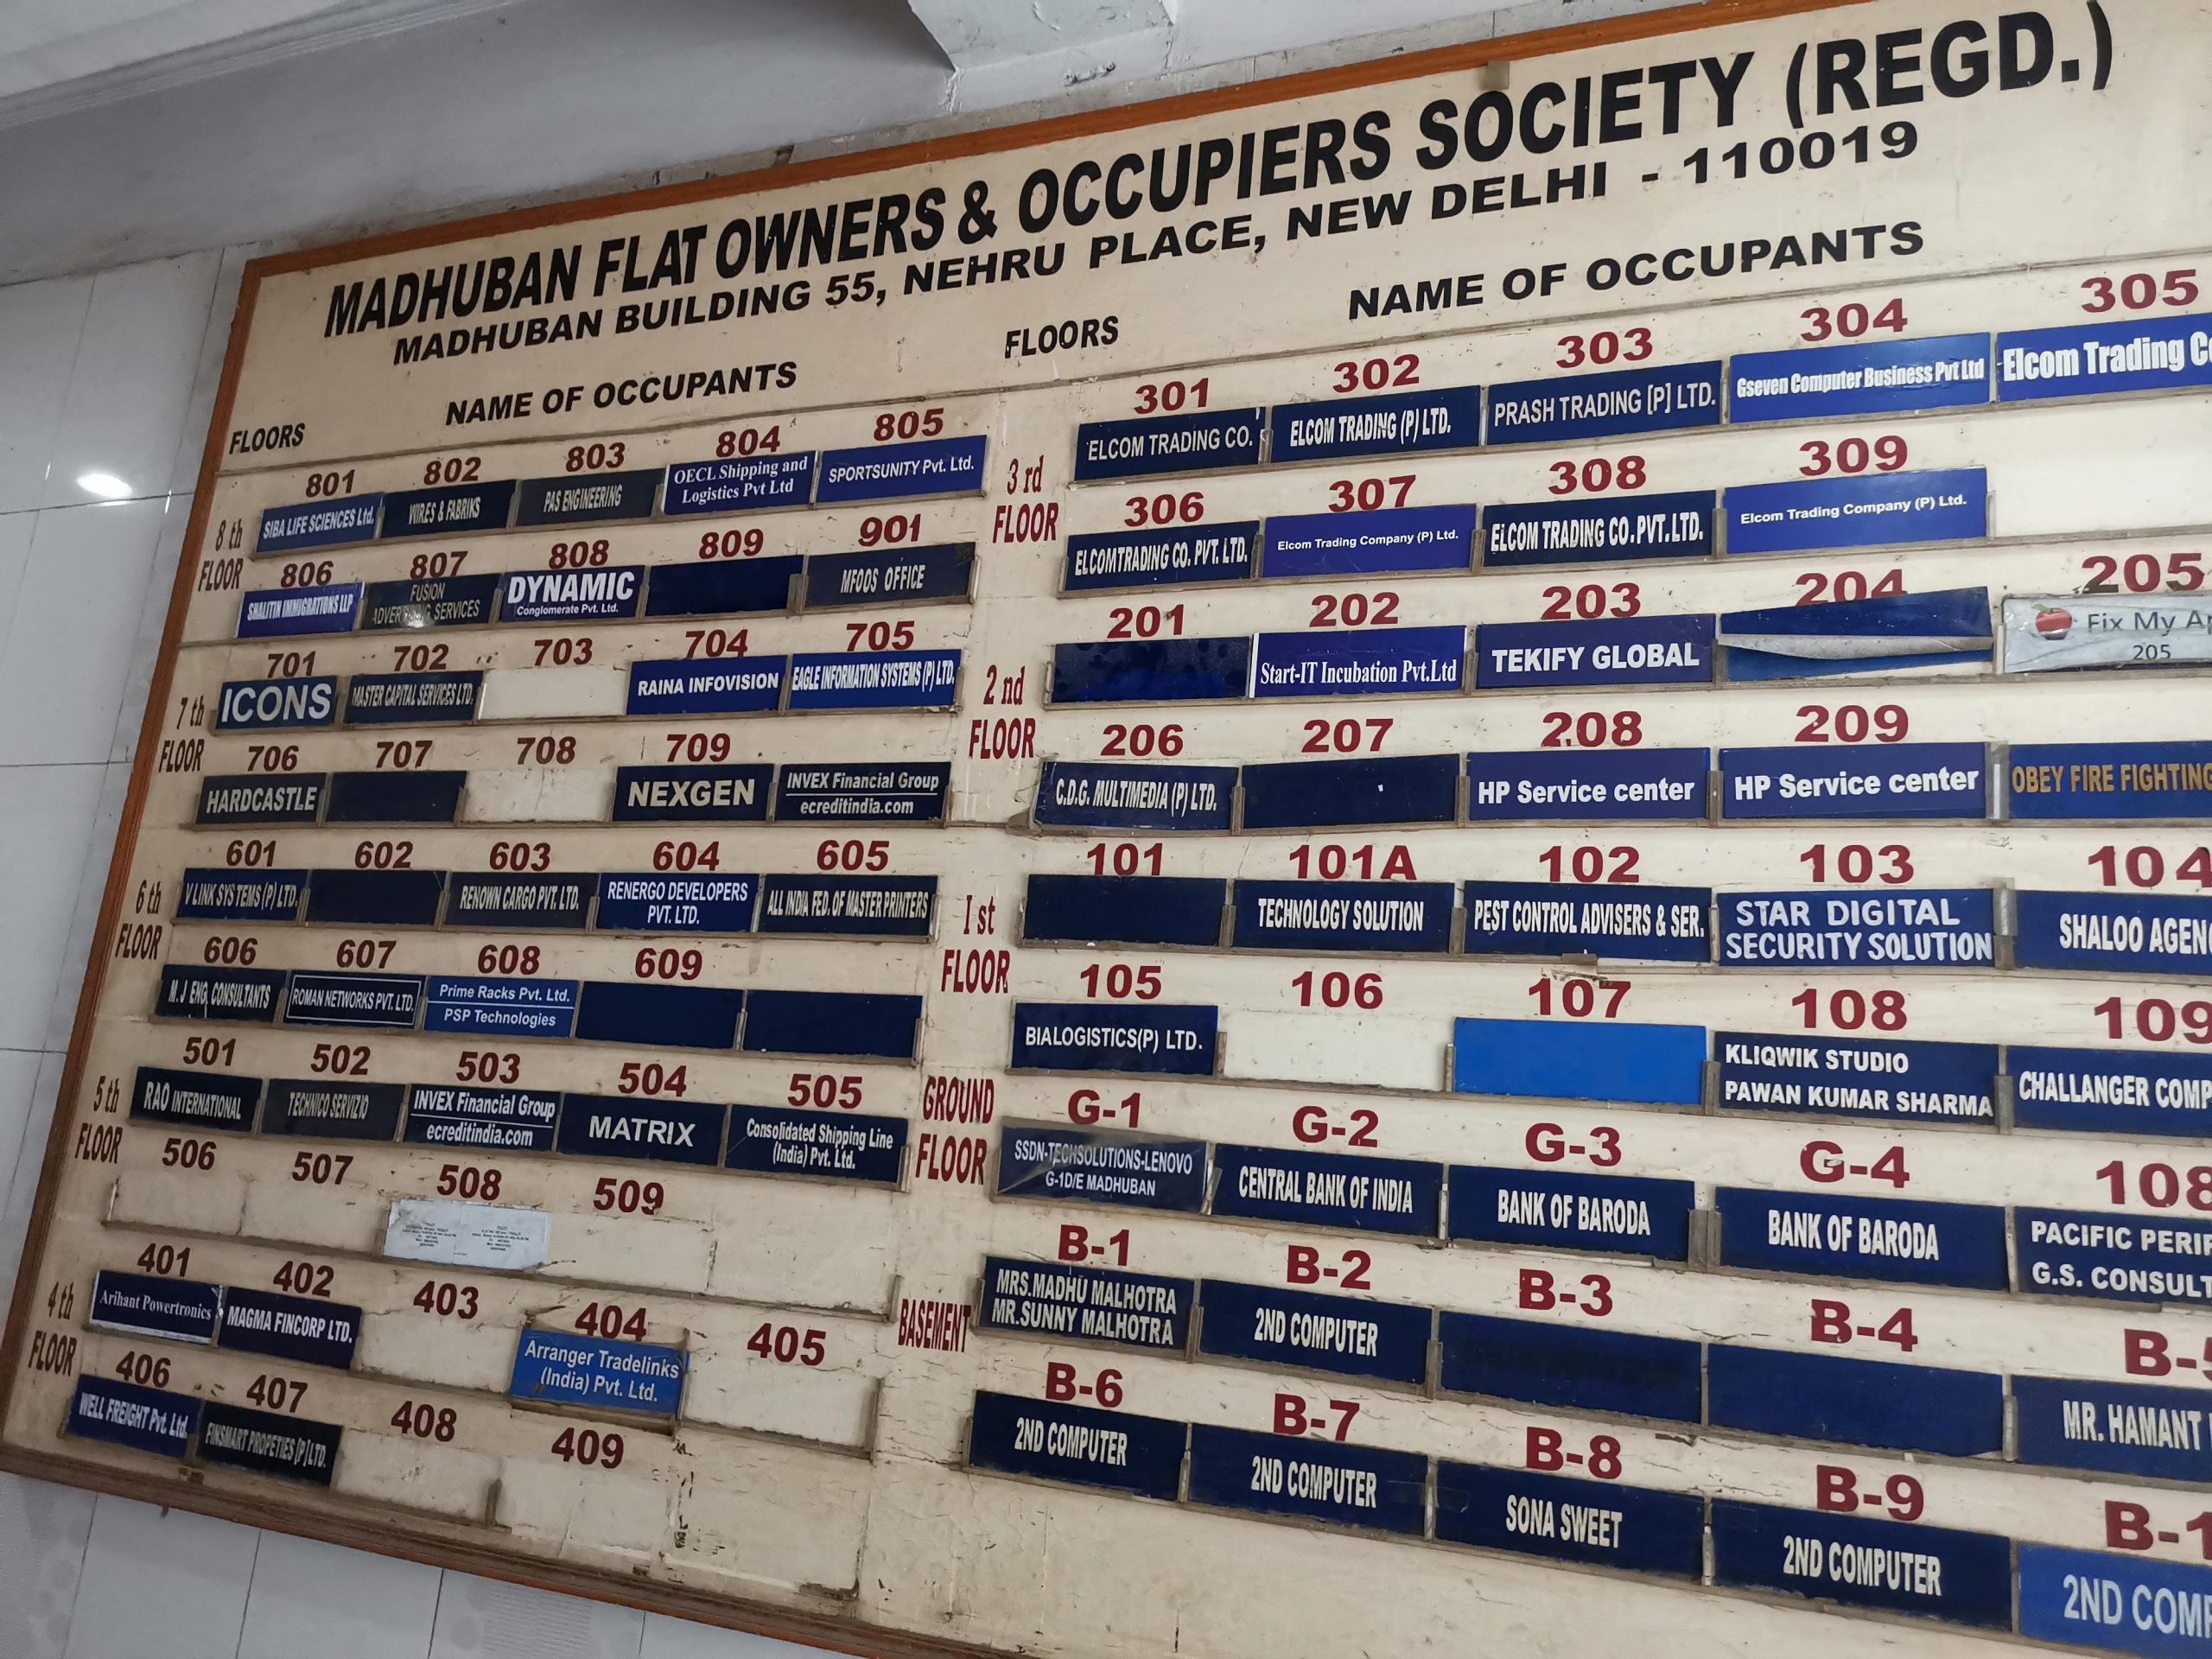 MADHUBAN FLAT OWNERS & OCCUPIERS SOCIETY (REGD.)
MADHUBAN BUILDING 55, NEHRU PLACE, NEW DELHI - 110019
FLOORS
NAME OF OCCUPANTS
8 th
FLOOR
801 802 803 804 805
SIBA LIFE SCIENCES Ltd.
WIRES & FABRIKS
PAS ENGINEERING
OECL Shipping and
Logistics Pvt Ltd
SPORTSUNITY Pvt. Ltd.
806 807 808 809 901
SHALITIN IMMIGRATIONS LLP
FUSION
SERVICES
DYNAMIC
Conglomerate Pvt. Ltd.
MFOOS OFFICE
7 th
FLOOR
701 702 703 704 705
ICONS
MASTER CAPITAL SERVICES LTD.
RAINA INFOVISION
EAGLE INFORMATION SYSTEMS (P) LTD.
706 707 708 709
HARDCASTLE
NEXGEN
INVEX Financial Group
ecreditindia.com
6 th
FLOOR
601 602 603 604 605
V LINK SYS TEMS (P) LTD.
RENOWN CARGO PVT. LTD.
RENERGO DEVELOPERS
PVT. LTD.
ALL INDIA FED. OF MASTER PRINTERS
606 607 608 609
M.J ENG. CONSULTANTS
ROMAN NETWORKS PVT. LTD.
Prime Racks Pvt. Ltd.
PSP Technologies
5 th
FLOOR
501 502 503 504 505
RAO INTERNATIONAL
TECHNICO SERVIZIO
INVEX Financial Group
ecreditindia.com
MATRIX
Consolidated Shipping Line
(India) Pvt. Ltd.
506 507 508 509
4 th
FLOOR
401 402 403 404 405
Arihant Powertronics
MAGMA FINCORP LTD.
Arranger Tradelinks
(India) Pvt. Ltd.
406 407 408 409
WELL FREIGHT Pvt. Ltd.
FINSMART PROPETIES (P) LTD.
FLOORS
NAME OF OCCUPANTS
3 rd
FLOOR
301 302 303 304 305
ELCOM TRADING CO.
ELCOM TRADING (P) LTD.
PRASH TRADING [P] LTD.
Gseven Computer Business Pvt Ltd
Elcom Trading
306 307 308 309
ELCOMTRADING CO. PVT. LTD.
Elcom Trading Company (P) Ltd.
ELCOM TRADING CO. PVT. LTD.
Elcom Trading Company (P) Ltd.
2 nd
FLOOR
201 202 203 204 205
Start-IT Incubation Pvt.Ltd
TEKIFY GLOBAL
Fix My
205
206 207 208 209
C.D.G. MULTIMEDIA (P) LTD.
HP Service center
HP Service center
OBEY FIRE FIGHTING
I st
FLOOR
101 101A 102 103 104
TECHNOLOGY SOLUTION
PEST CONTROL ADVISERS & SER.
STAR DIGITAL
SECURITY SOLUTION
SHALOO
105 106 107 108 109
BIALOGISTICS(P) LTD.
KLIQWIK STUDIO
PAWAN KUMAR SHARMA
CHALLANGER
GROUND
FLOOR
G-1 G-2 G-3 G-4 108
SSDN-TECHSOLUTIONS-LENOVO
G-1D/E MADHUBAN
CENTRAL BANK OF INDIA
BANK OF BARODA
BANK OF BARODA
PACIFIC
G.S.
BASEMENT
B-1 B-2 B-3 B-4
MRS.MADHU MALHOTRA
MR.SUNNY MALHOTRA
2ND COMPUTER
MR. HAMANT
B-6 B-7 B-8 B-9
2ND COMPUTER
2ND COMPUTER
SONA SWEET
2ND COMPUTER
2ND